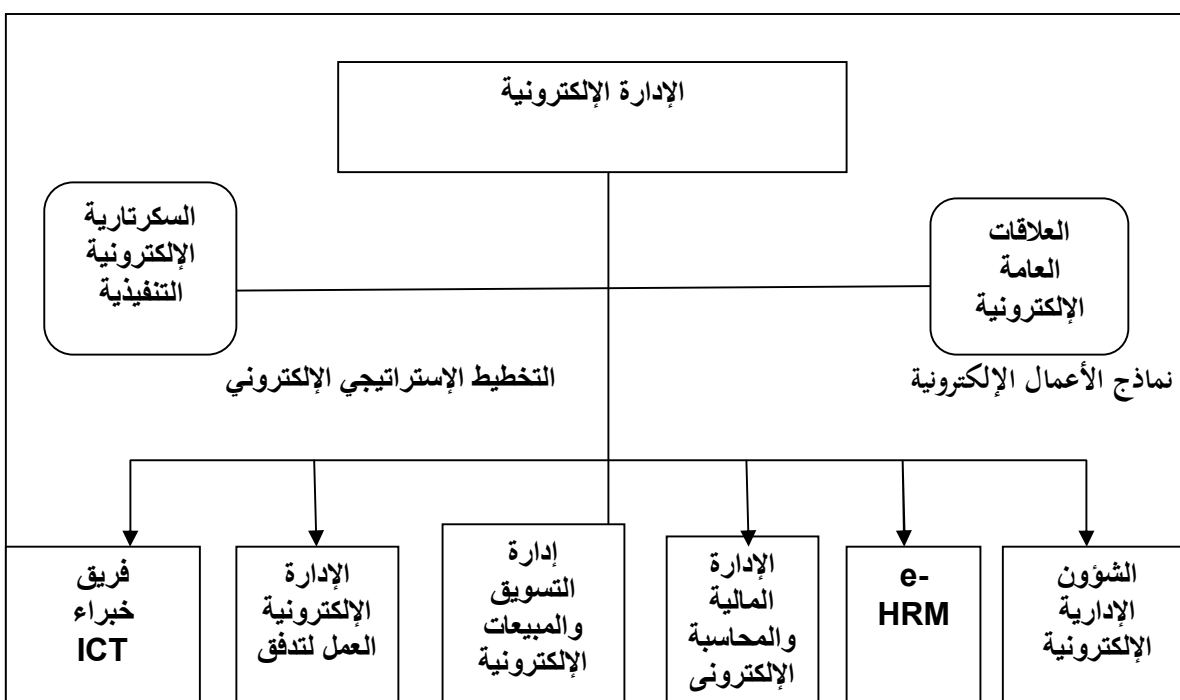 الإدارة الإلكترونية
العلاقات
العامة
الإلكترونية
السكرتارية
الإلكترونية
التنفيذية
نماذج الأعمال الإلكترونية
التخطيط الإستراتيجي الإلكتروني
الشؤون
الإدارية
الإلكترونية
e-
HRM
الإدارة
المالية
والمحاسبة
الإلكترونى
إدارة
التسويق
والمبيعات
الإلكترونية
الإدارة
الإلكترونية
العمل لتدفق
فريق
خبراء
ICT